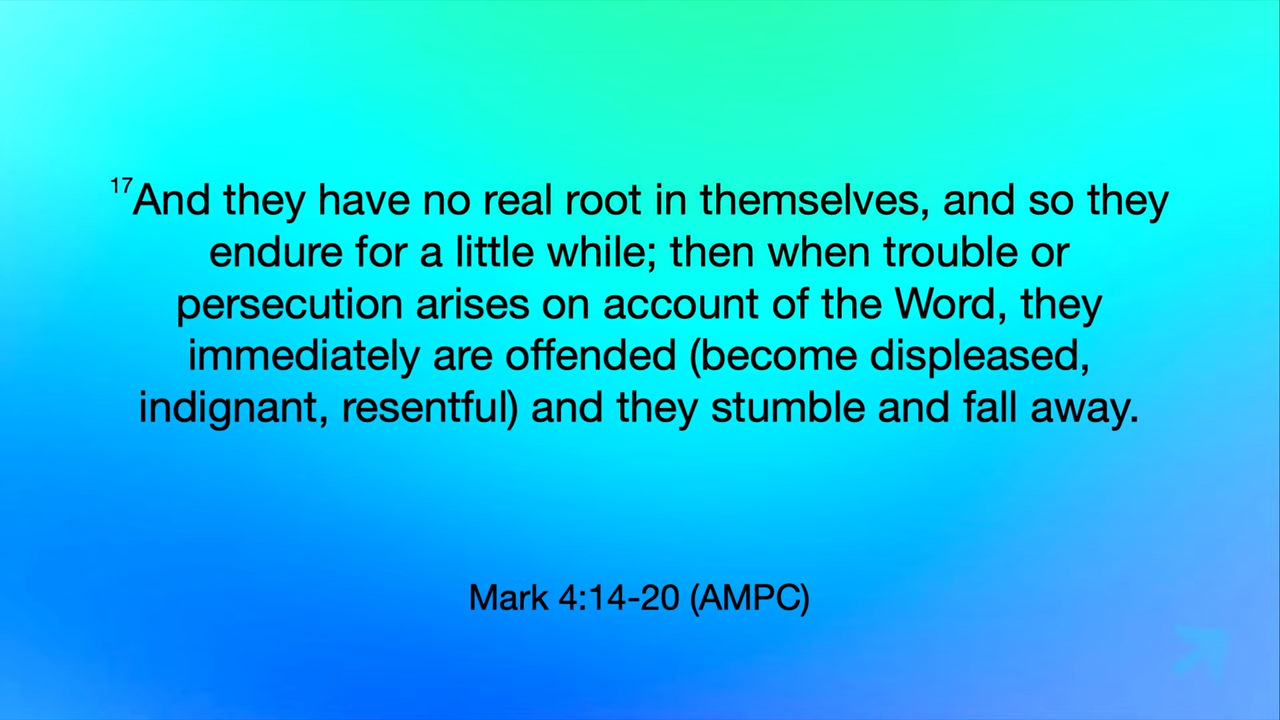 17And they have no real root in themselves, and so they
endure for a little while; then when trouble or
persecution arises on account of the Word, they
immediately are offended (become displeased,
indignant, resentful) and they stumble and fall away.
Mark 4:14-20 (AMPC)